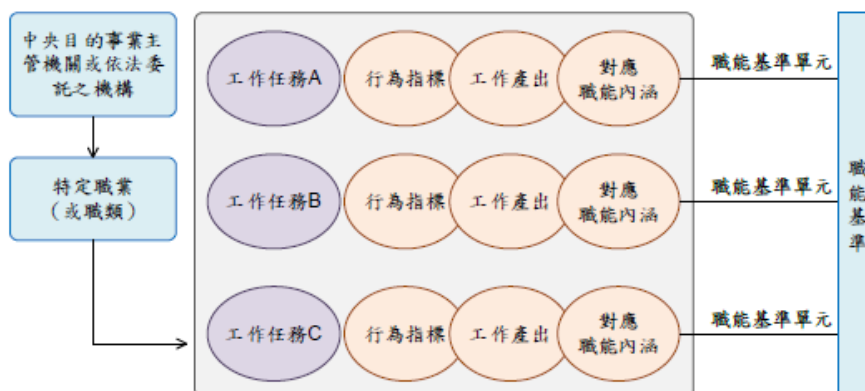 中央目的事業主
管機關或依法委
託之機構
特定職業
（或職類）
工作任務A
行為指標
工作產出
對應
職能內涵
職能基準單元
工作任務B
行為指標
工作產出
對應
職能內涵
職能基準單元
工作任務C
行為指標
工作產出
對應
職能內涵
職能基準單元
職
能
基
準